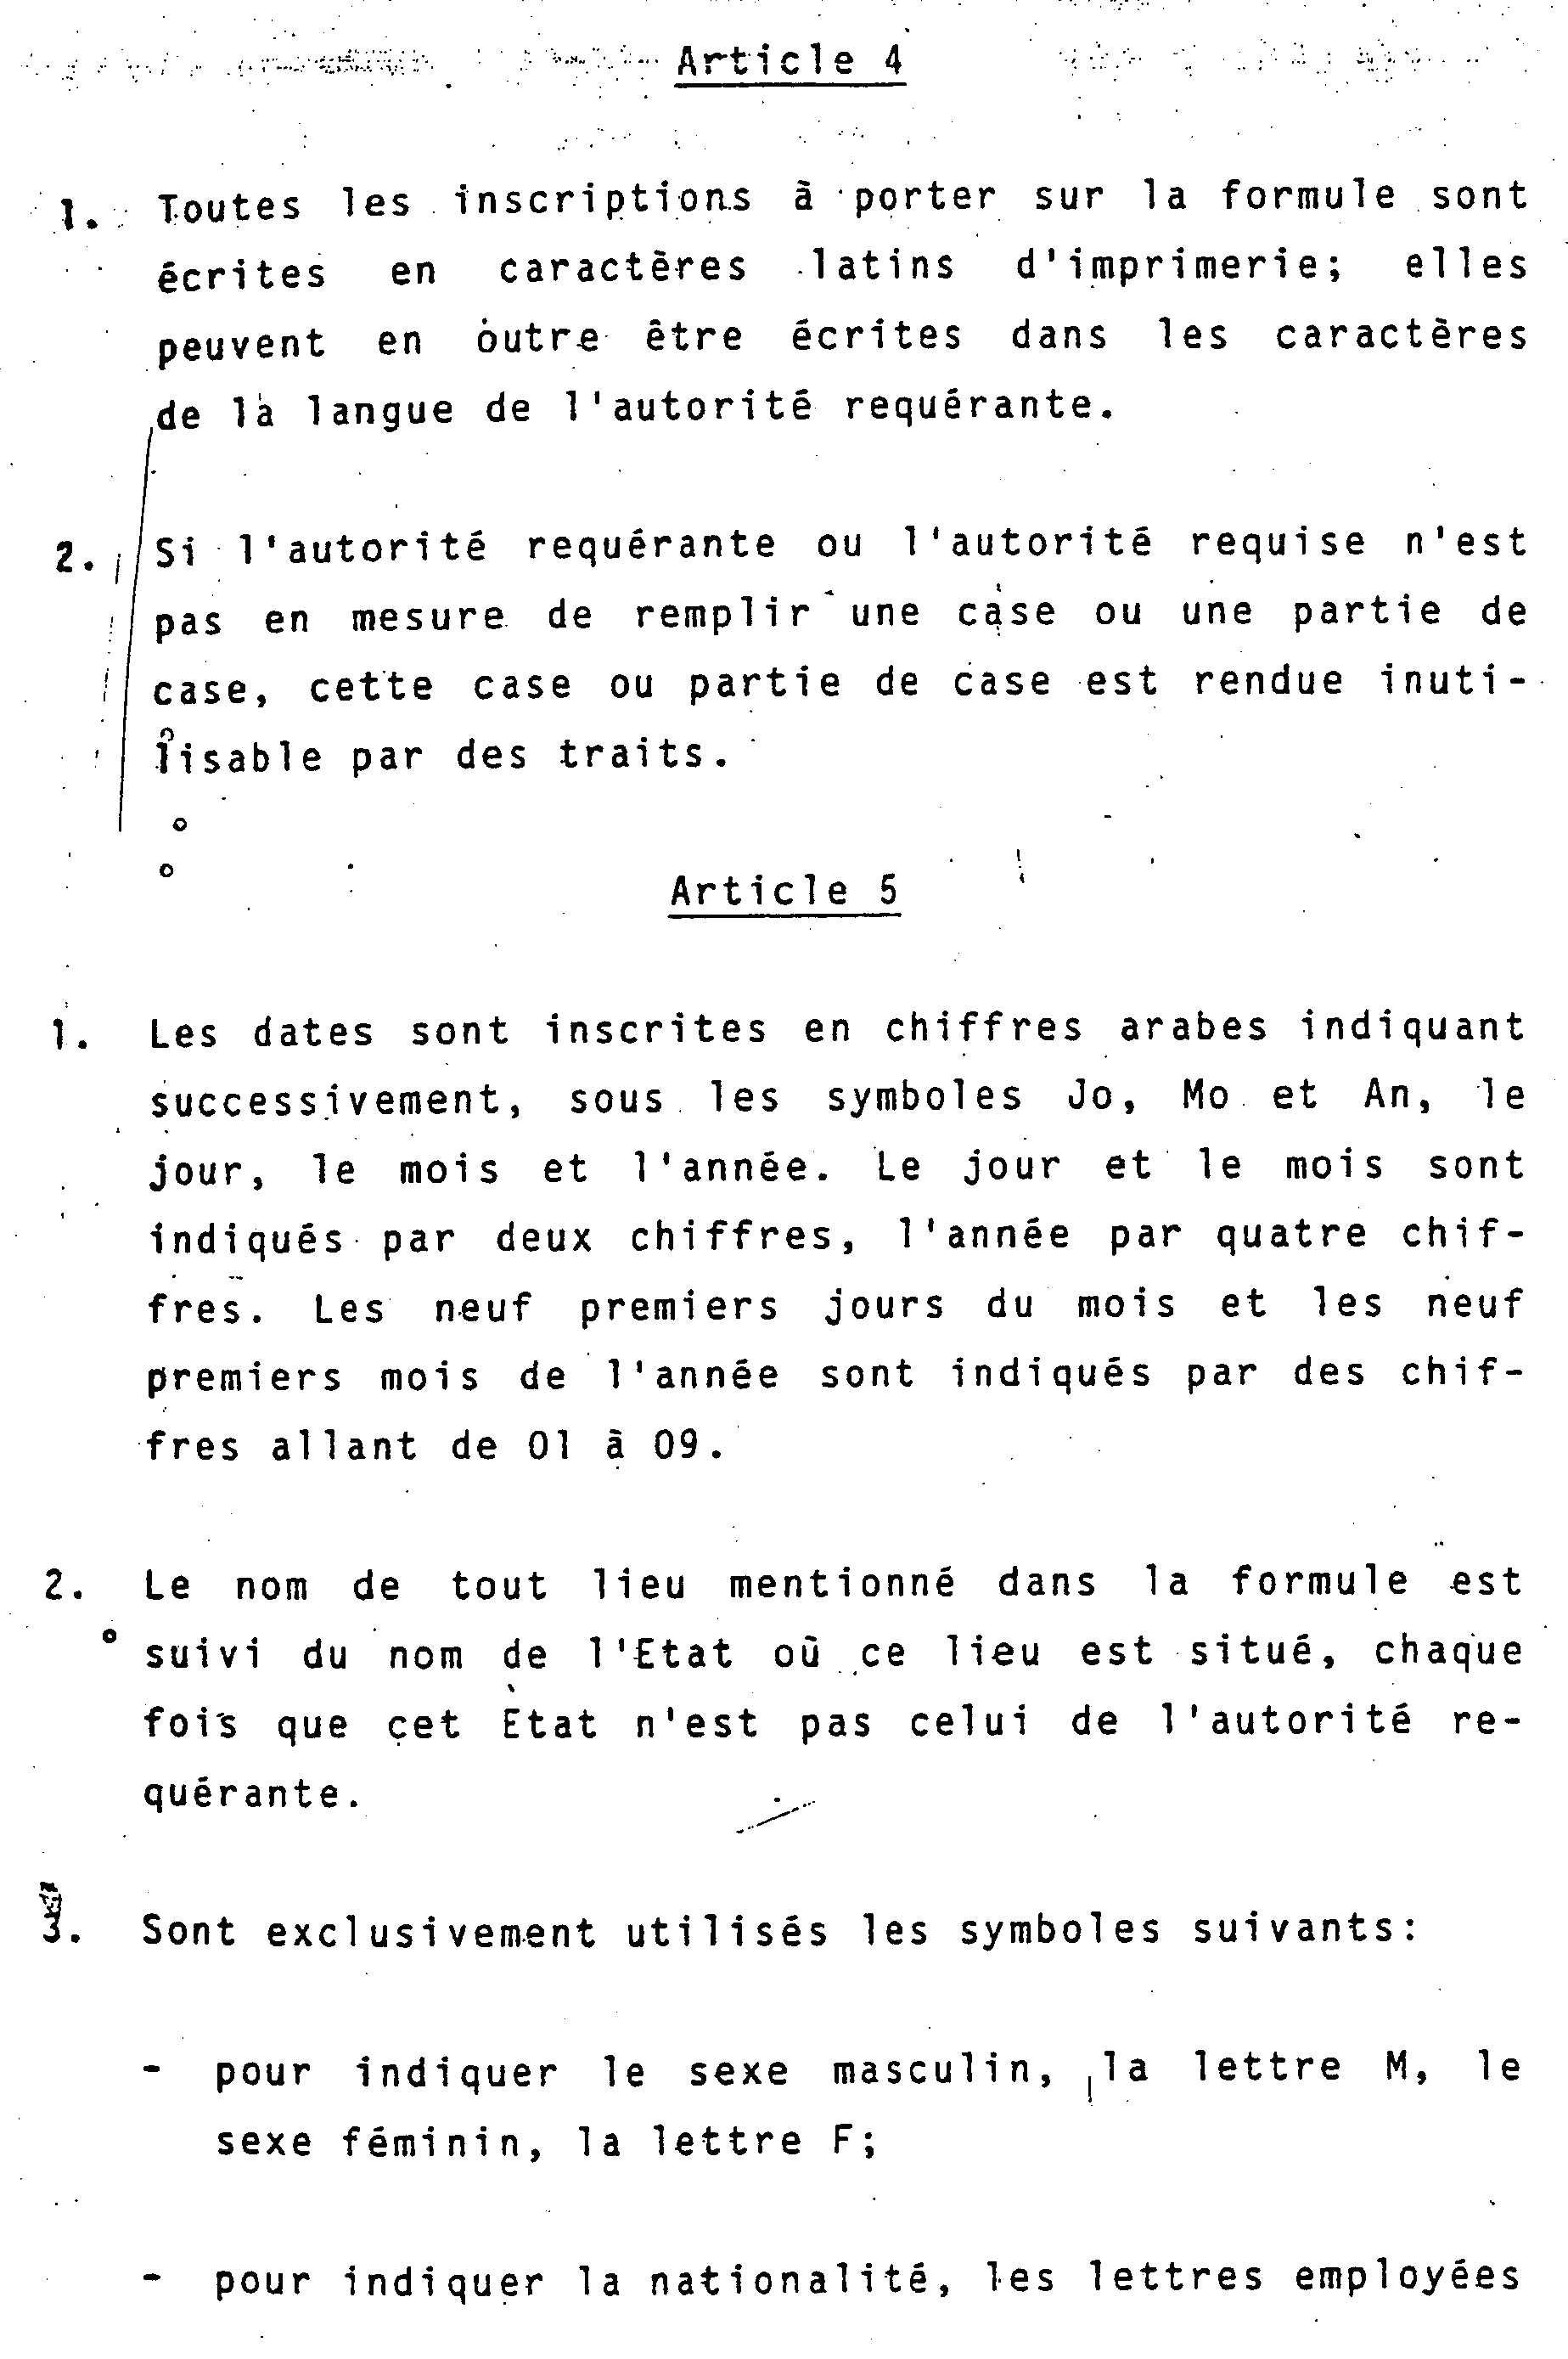 Article 4
1. Toutes les inscriptions à porter sur la formule sont
écrites en caractères latins d'imprimerie; elles
peuvent en outre être écrites dans les caractères
de la langue de l'autorité requérante.
2. Si l'autorité requérante ou l'autorité requise n'est
pas en mesure de remplir une case ou une partie de
case, cette case ou partie de case est rendue inuti-
lisable par des traits.
Article 5
1. Les dates sont inscrites en chiffres arabes indiquant
successivement, sous les symboles Jo, Mo et An, le
jour, le mois et l'année. Le jour et le mois sont
indiqués par deux chiffres, l'année par quatre chif-
fres. Les neuf premiers jours du mois et les neuf
premiers mois de l'année sont indiqués par des chif-
fres allant de 01 à 09.
2. Le nom de tout lieu mentionné dans la formule est
suivi du nom de l'Etat où ce lieu est situé, chaque
fois que cet Etat n'est pas celui de l'autorité re-
quérante.
3. Sont exclusivement utilisés les symboles suivants:
- pour indiquer le sexe masculin, la lettre M, le
sexe féminin, la lettre F;
- pour indiquer la nationalité, les lettres employées